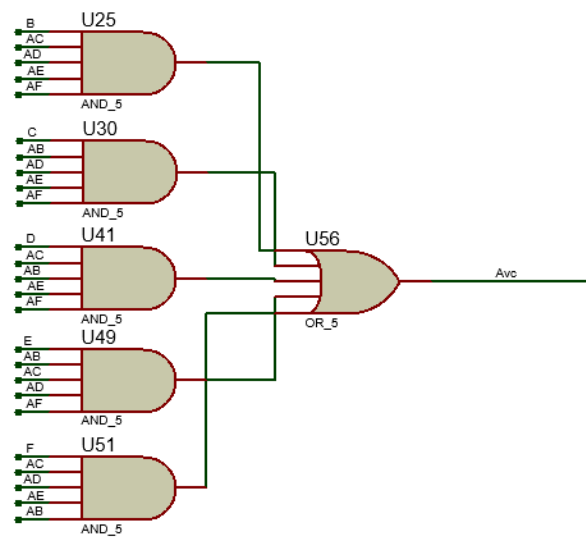 U25
B
AC
AD
AE
AF
AND_5
U30
C
AB
AD
AE
AF
AND_5
U41
D
AC
AB
AE
AF
AND_5
U49
E
AB
AC
AD
AF
AND_5
U51
F
AC
AD
AE
AB
AND_5
U56
OR_5
Avc